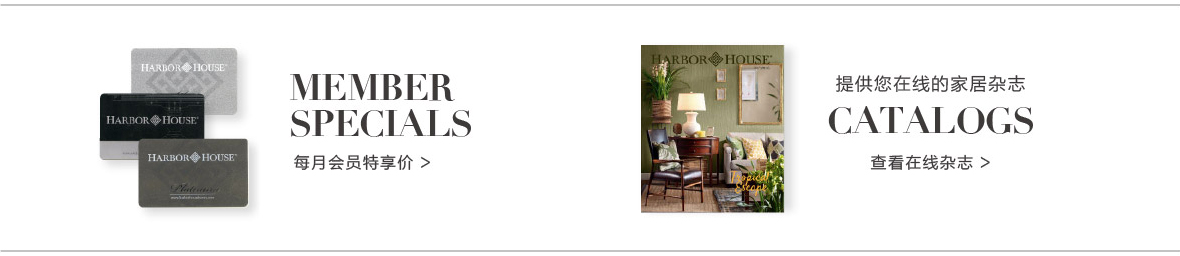 HARBOR HOUSE
HARBOR HOUSE
HARBOR HOUSE
Platinum
MEMBER
SPECIALS
每月会员特享价 >
HARBOR HOUSE
Tropical
Escape
提供您在线的家居杂志
CATALOGS
查看在线杂志 >